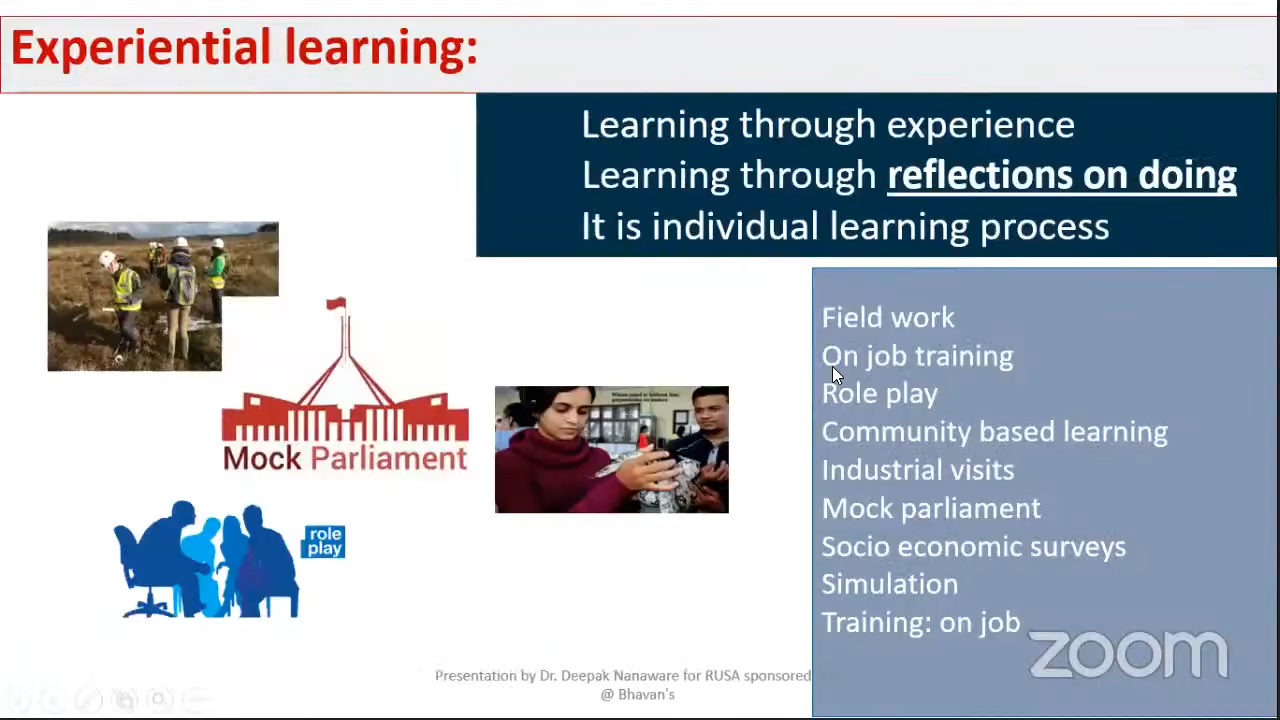 Experiential learning:
Learning through experience
Learning through reflections on doing
It is individual learning process
Field work
On job training
Role play
Community based learning
Industrial visits
Mock parliament
Socio economic surveys
Simulation
Training: on job
Mock Parliament
role
play
Presentation by Dr. Deepak Nanaware for RUSA sponsored
@ Bhavan's
zoom